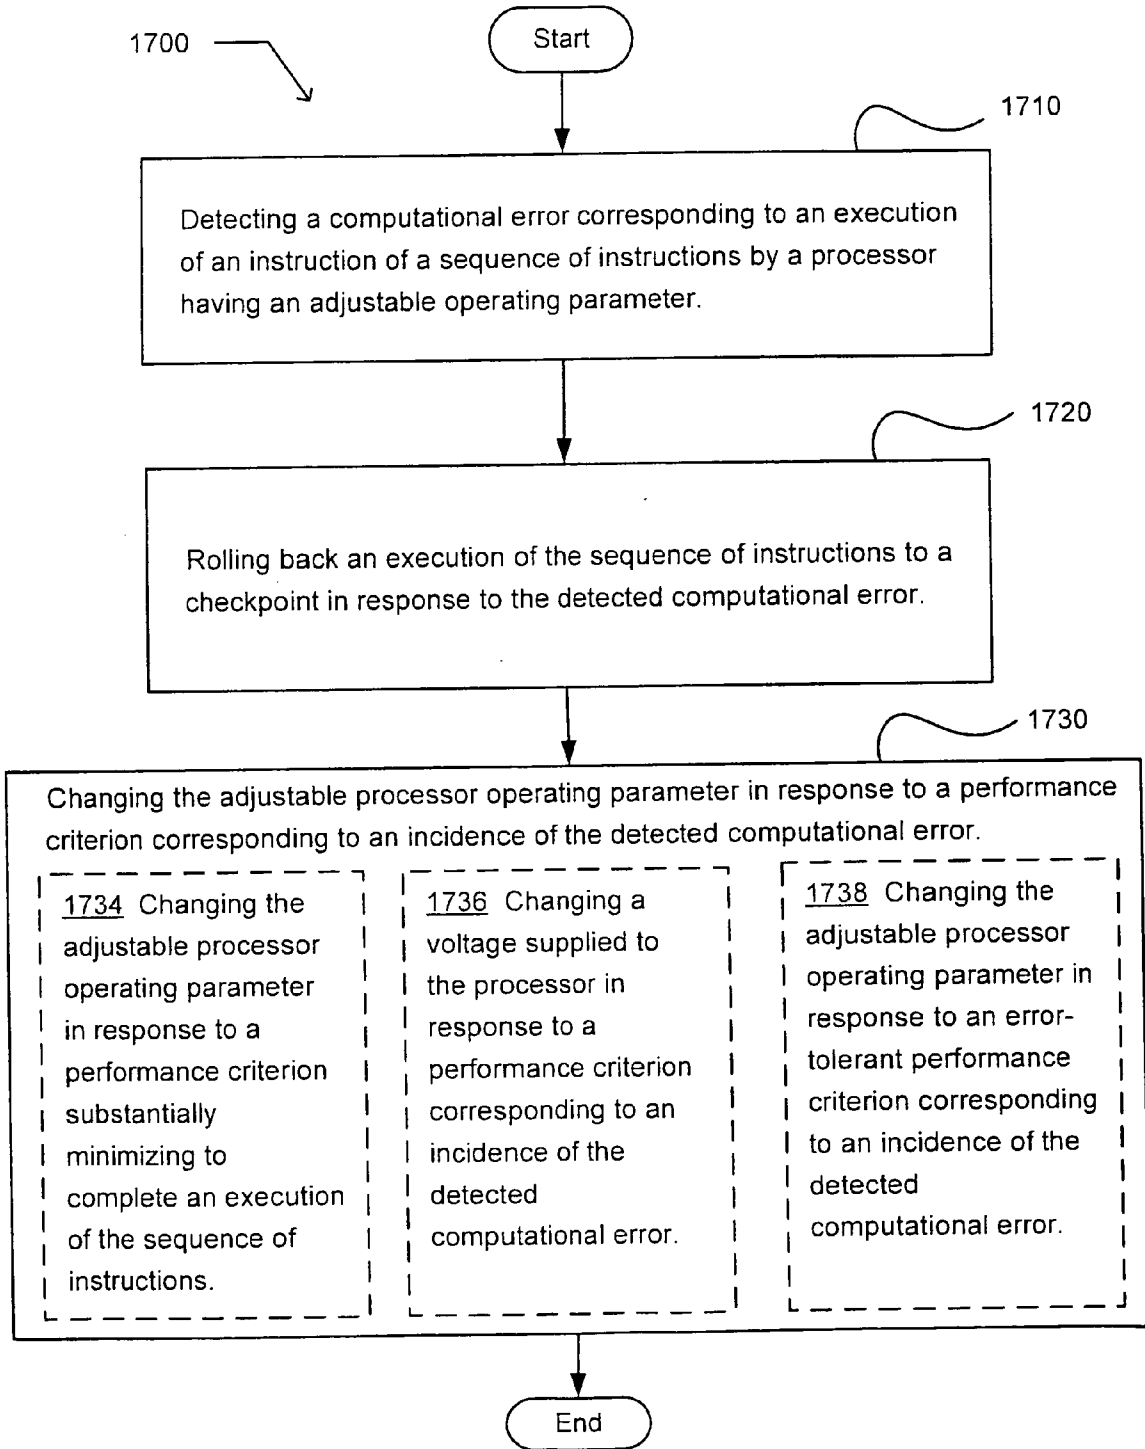 1700
Start
1710
Detecting a computational error corresponding to an execution
of an instruction of a sequence of instructions by a processor
having an adjustable operating parameter.
1720
Rolling back an execution of the sequence of instructions to a
checkpoint in response to the detected computational error.
1730
Changing the adjustable processor operating parameter in response to a performance
criterion corresponding to an incidence of the detected computational error.
1734 Changing the
adjustable processor
operating parameter
in response to a
performance criterion
substantially
minimizing to
complete an execution
of the sequence of
instructions.
1736 Changing a
voltage supplied to
the processor in
response to a
performance criterion
corresponding to an
incidence of the
detected
computational error.
1738 Changing the
adjustable processor
operating parameter in
response to an error-
tolerant performance
criterion corresponding
to an incidence of the
detected
computational error.
End